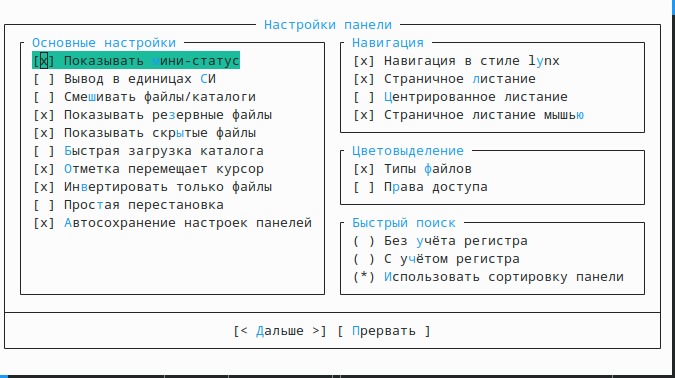 Настройки панели
Основные настройки
[x] Показывать мини-статус
[ ] Вывод в единицах СИ
[ ] Смешивать файлы/каталоги
[x] Показывать резервные файлы
[x] Показывать скрытые файлы
[ ] Быстрая загрузка каталога
[x] Отметка перемещает курсор
[x] Инвертировать только файлы
[ ] Простая перестановка
[x] Автосохранение настроек панелей
Навигация
[x] Навигация в стиле lynx
[x] Страничное листание
[ ] Центрированное листание
[x] Страничное листание мышью
Цветовыделение
[x] Типы файлов
[ ] Права доступа
Быстрый поиск
( ) Без учёта регистра
( ) С учётом регистра
(*) Использовать сортировку панели
[< Дальше >] [ Прервать ]